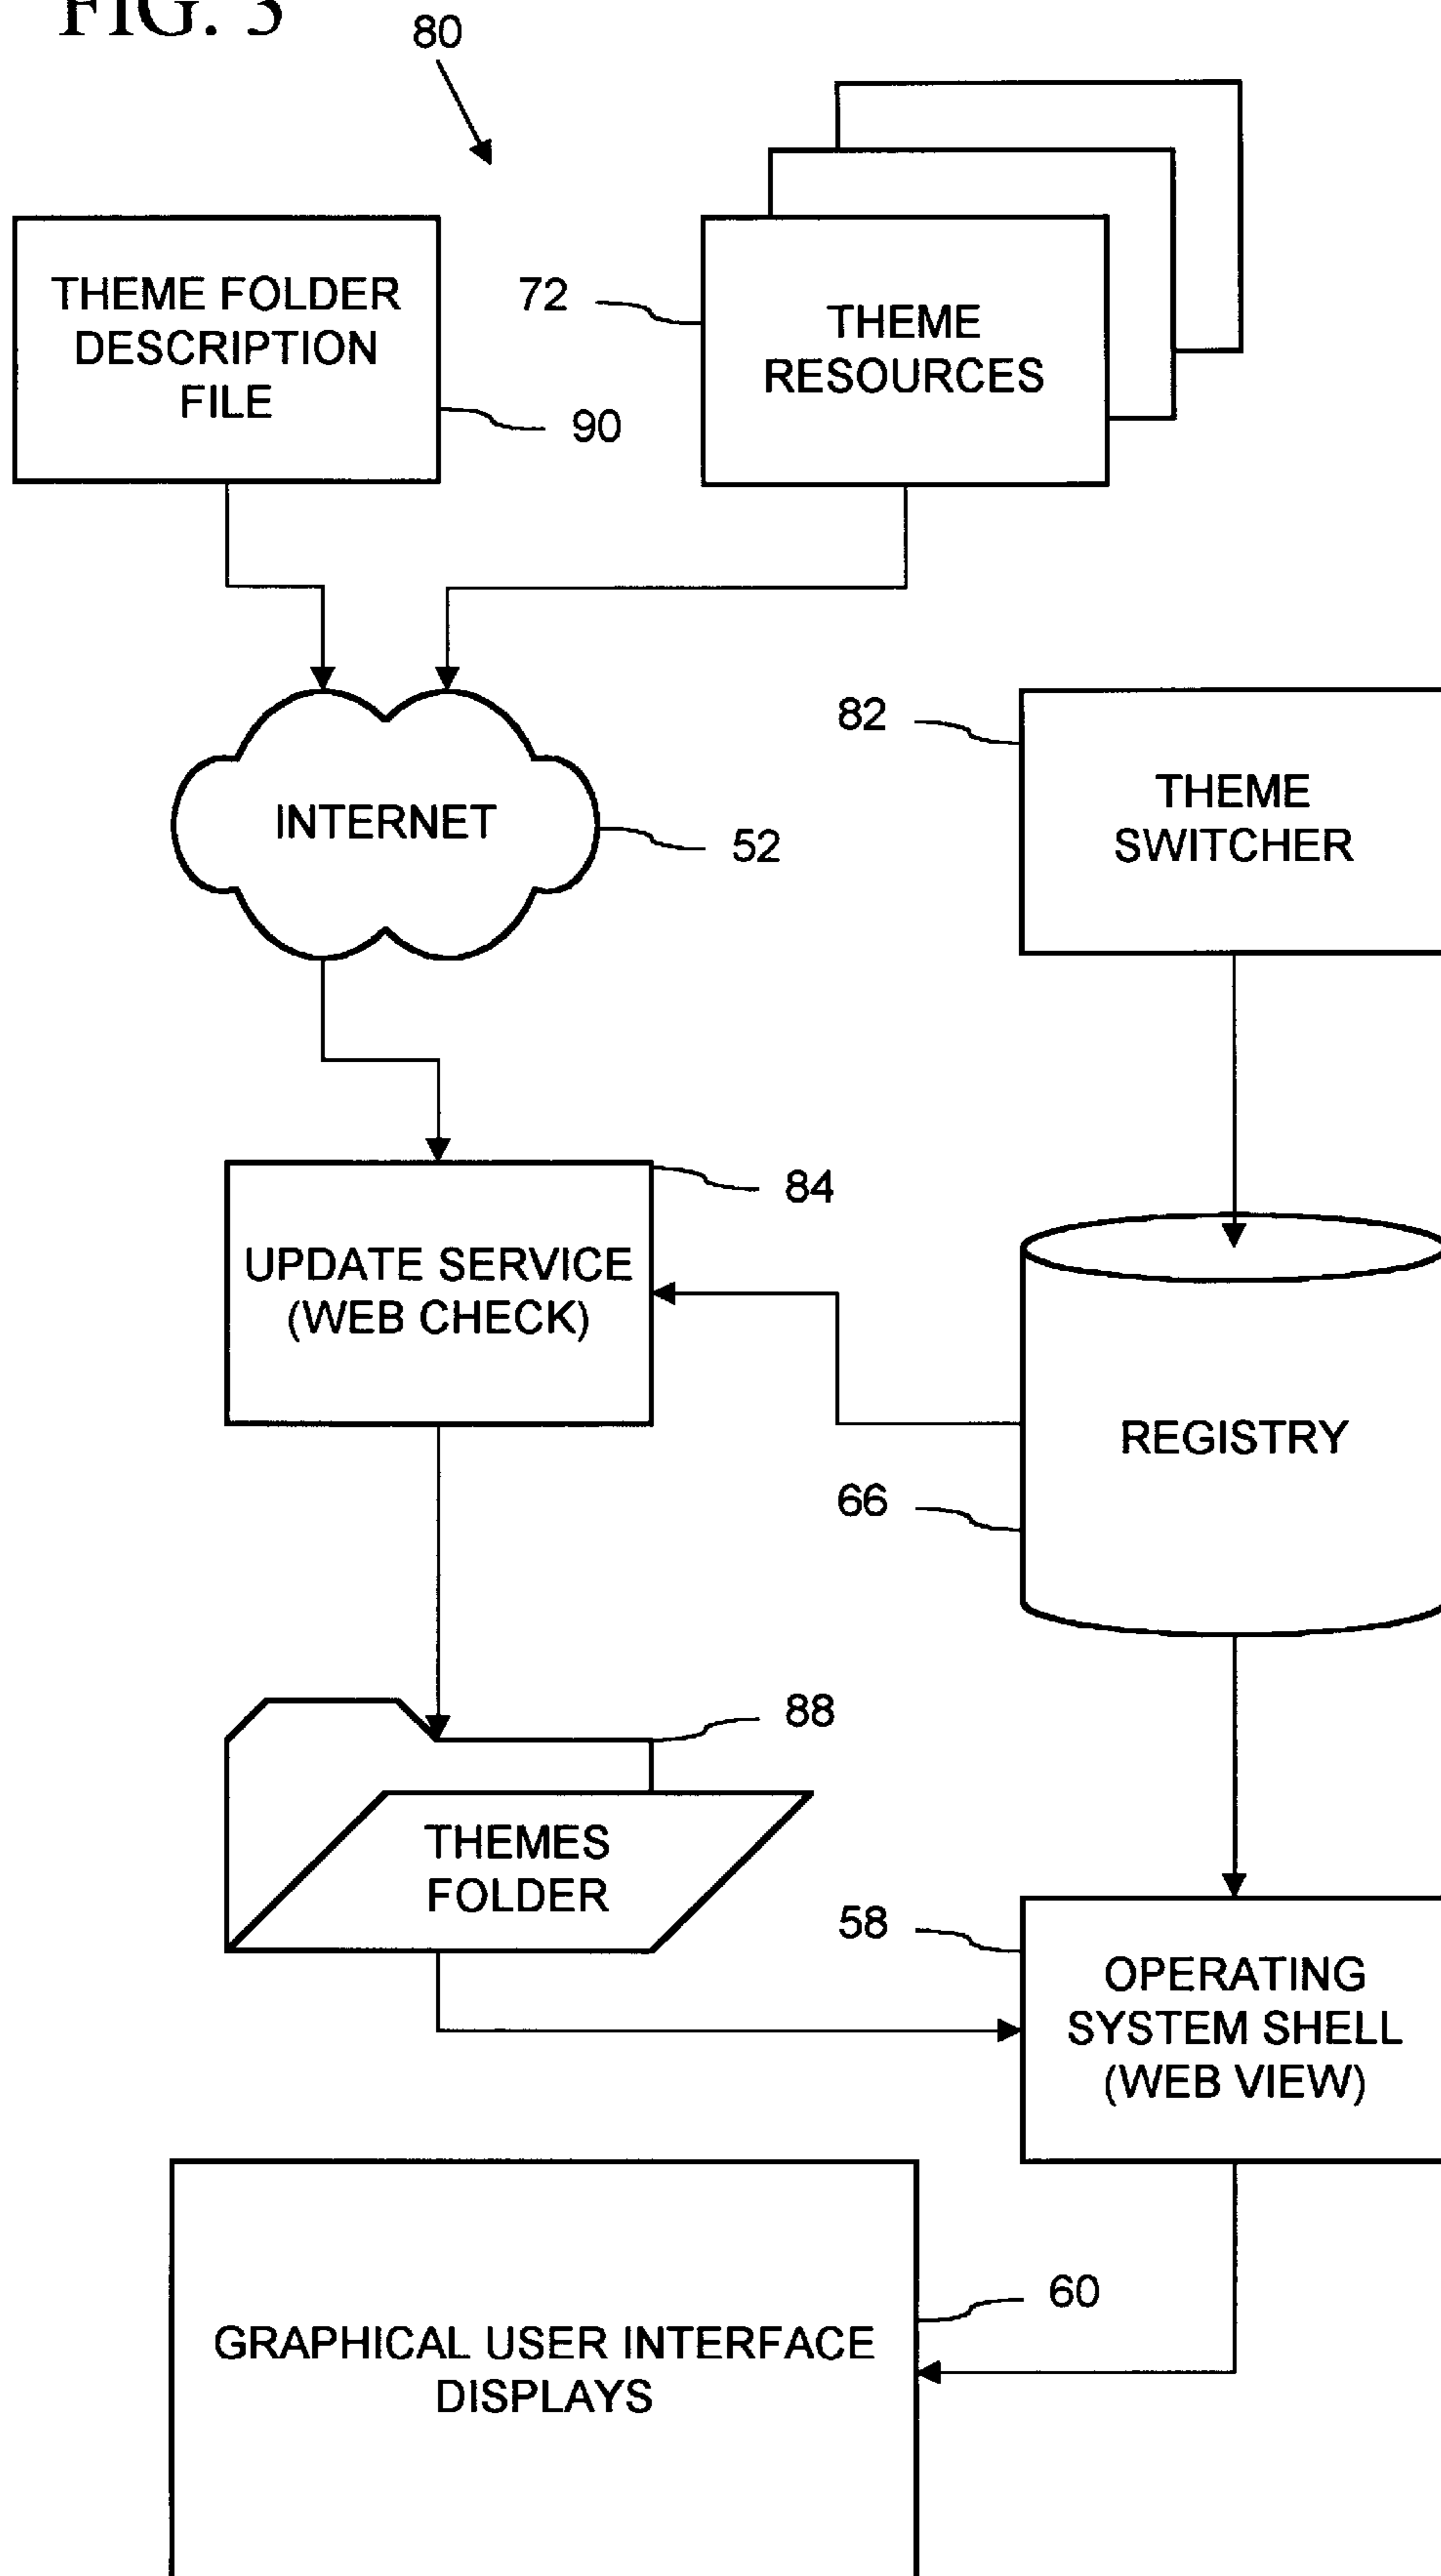 FIG. 3
80
THEME FOLDER
DESCRIPTION
FILE
90
72
THEME
RESOURCES
INTERNET
52
82
THEME
SWITCHER
84
UPDATE SERVICE
(WEB CHECK)
REGISTRY
66
88
THEMES
FOLDER
58
OPERATING
SYSTEM SHELL
(WEB VIEW)
60
GRAPHICAL USER INTERFACE
DISPLAYS